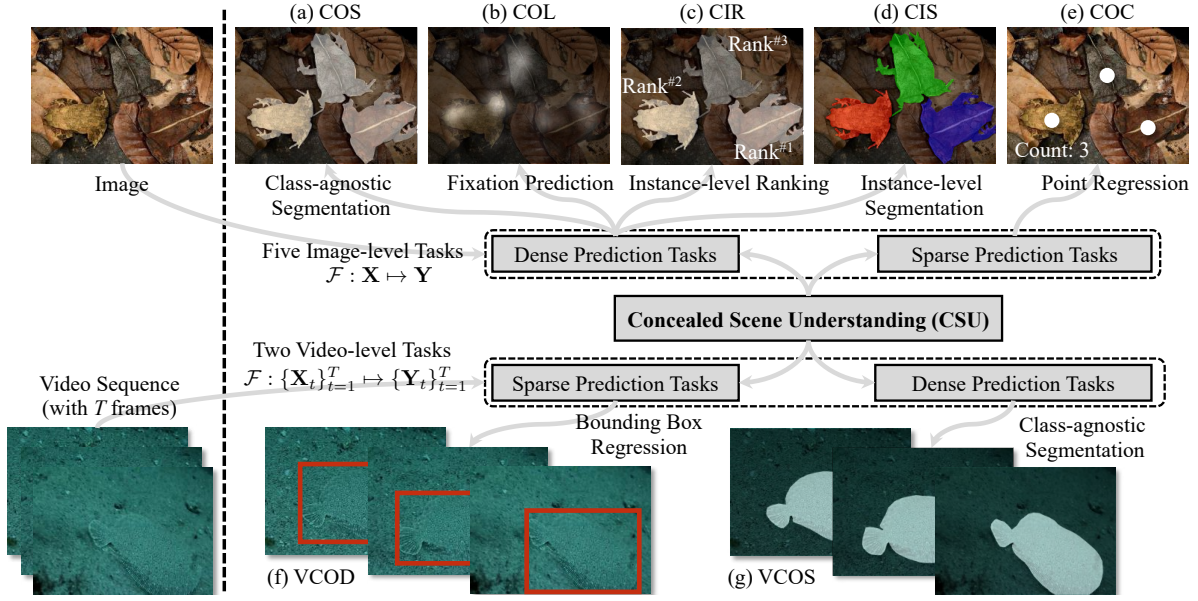 (a) COS
(b) COL
(c) CIR
(d) CIS
(e) COC
Rank#3
Rank#2
Rank#1
Count: 3
Image
Class-agnostic
Segmentation
Fixation Prediction
Instance-level Ranking
Instance-level
Segmentation
Point Regression
Five Image-level Tasks
F : X ↦ Y
Dense Prediction Tasks
Sparse Prediction Tasks
Concealed Scene Understanding (CSU)
Two Video-level Tasks
F : {X_t}_{t=1}^T ↦ {Y_t}_{t=1}^T
Sparse Prediction Tasks
Dense Prediction Tasks
Video Sequence
(with T frames)
Bounding Box
Regression
Class-agnostic
Segmentation
(f) VCOD
(g) VCOS